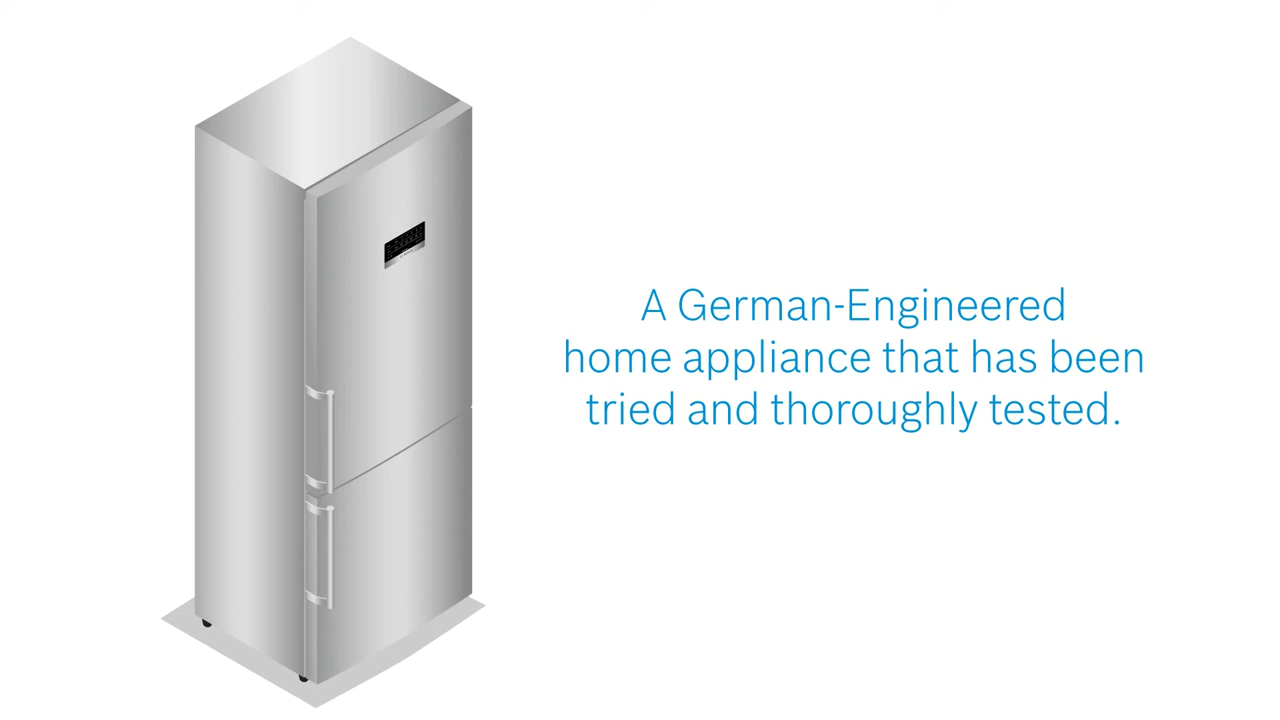 A German-Engineered
home appliance that has been
tried and thoroughly tested.